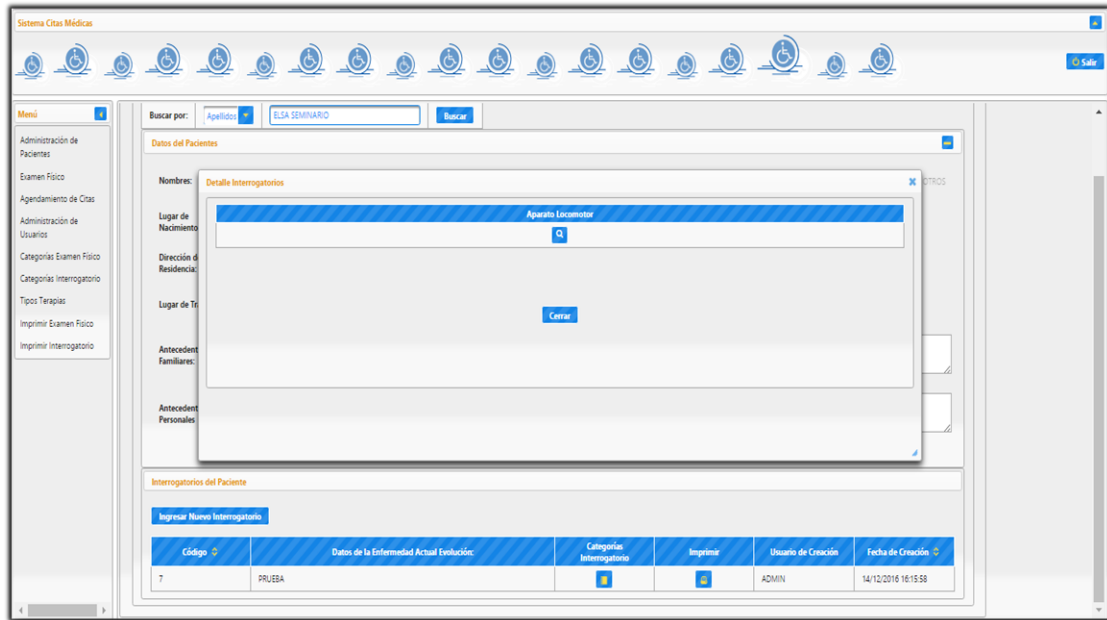 Sistema Citas Médicas
Salir
Menú
Administración de
Pacientes
Examen Físico
Agendamiento de Citas
Administración de
Usuarios
Categorías Examen Físico
Categorías Interrogatorio
Tipos Terapias
Imprimir Examen Físico
Imprimir Interrogatorio
Buscar por: Apellidos ELSA SEMINARIO Buscar
Datos del Pacientes
Nombres: OTROS
Lugar de
Nacimiento
Dirección d
Residencia:
Lugar de Tr
Antecedent
Familiares:
Antecedent
Personales
Detalle Interrogatorios
Aparato Locomotor
Cerrar
Interrogatorios del Paciente
Ingresar Nuevo Interrogatorio
Código Datos de la Enfermedad Actual Evolución: Categorías Interrogatorio Imprimir Usuario de Creación Fecha de Creación
7 PRUEBA ADMIN 14/12/2016 16:15:58